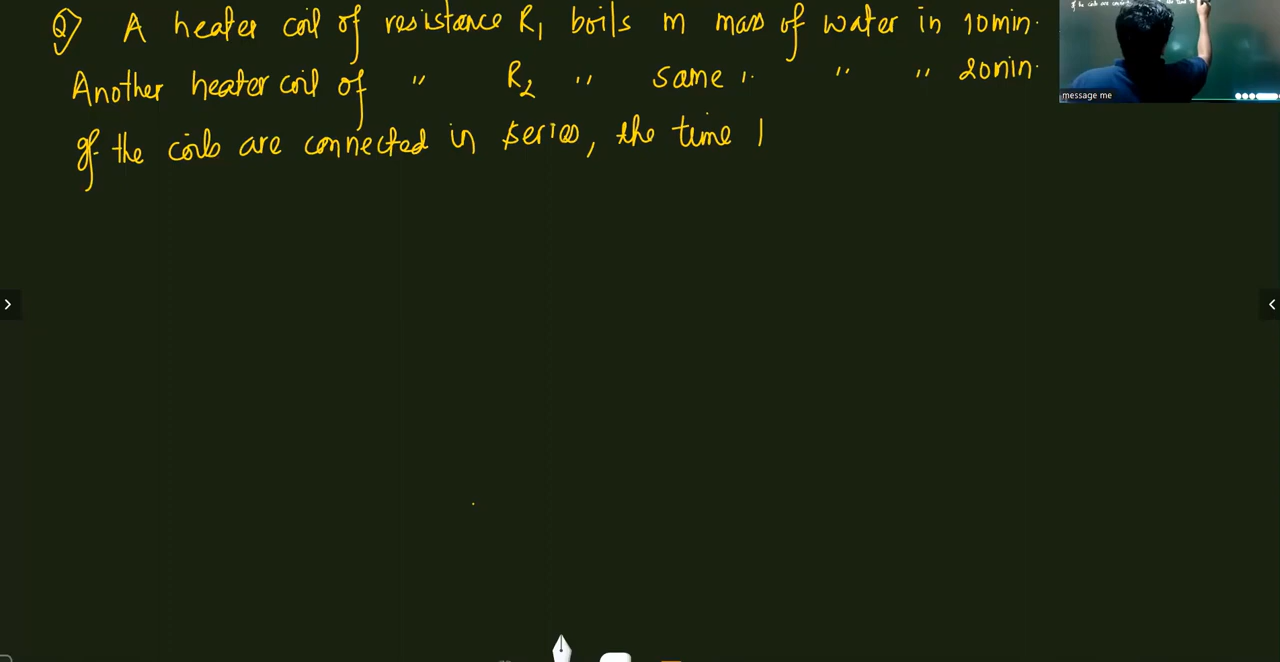 Q) A heater coil of resistance R₁ boils m mass of water in 10min.
Another heater coil of " R₂ " same " " " 20min.
If the coils are connected in series, the time
message me